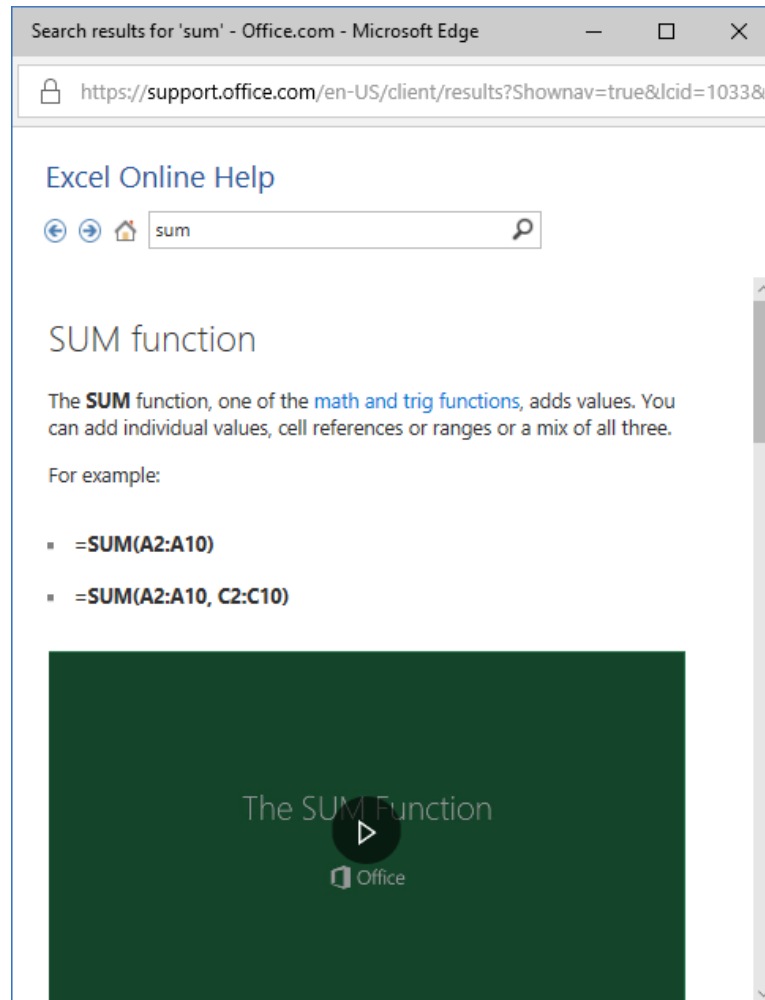 Search results for 'sum' - Office.com - Microsoft Edge
https://support.office.com/en-US/client/results?Shownav=true&lcid=1033&
Excel Online Help
sum
SUM function
The SUM function, one of the math and trig functions, adds values. You
can add individual values, cell references or ranges or a mix of all three.
For example:
=SUM(A2:A10)
=SUM(A2:A10, C2:C10)
The SUM Function
Office